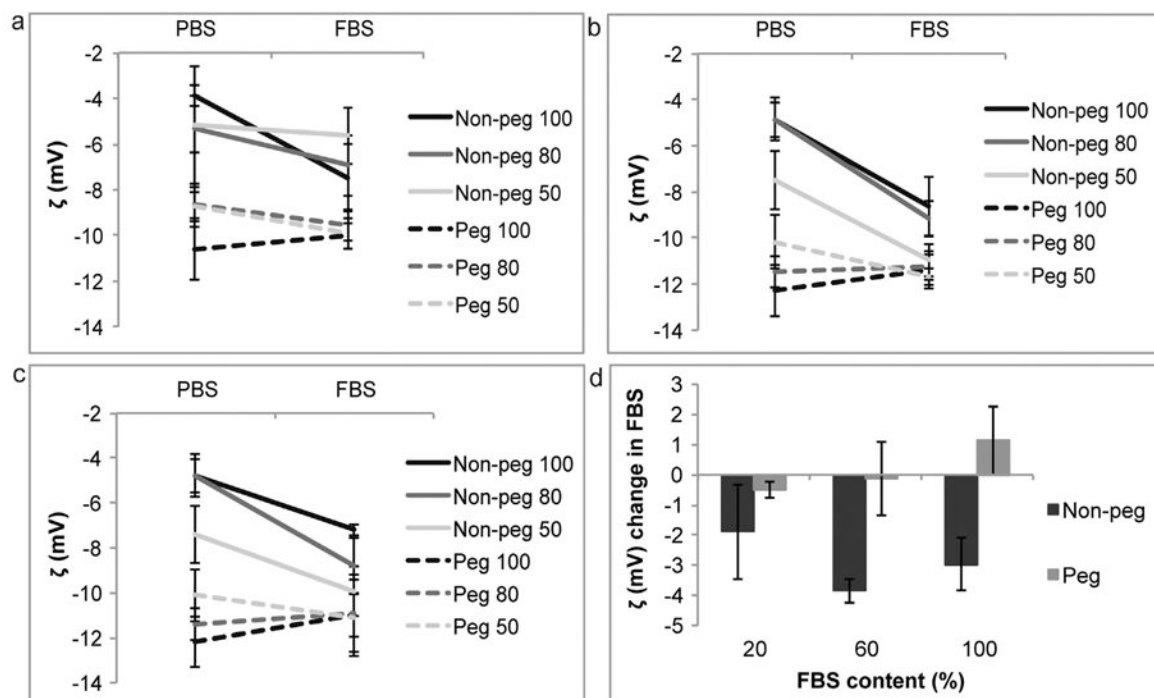 a
PBS FBS
-2
-4
-6
-8
-10
-12
-14
ζ (mV)
Non-peg 100
Non-peg 80
Non-peg 50
Peg 100
Peg 80
Peg 50
b
PBS FBS
-2
-4
-6
-8
-10
-12
-14
ζ (mV)
Non-peg 100
Non-peg 80
Non-peg 50
Peg 100
Peg 80
Peg 50
c
PBS FBS
-2
-4
-6
-8
-10
-12
-14
ζ (mV)
Non-peg 100
Non-peg 80
Non-peg 50
Peg 100
Peg 80
Peg 50
d
3
2
1
0
-1
-2
-3
-4
-5
ζ (mV) change in FBS
20 60 100
FBS content (%)
Non-peg
Peg